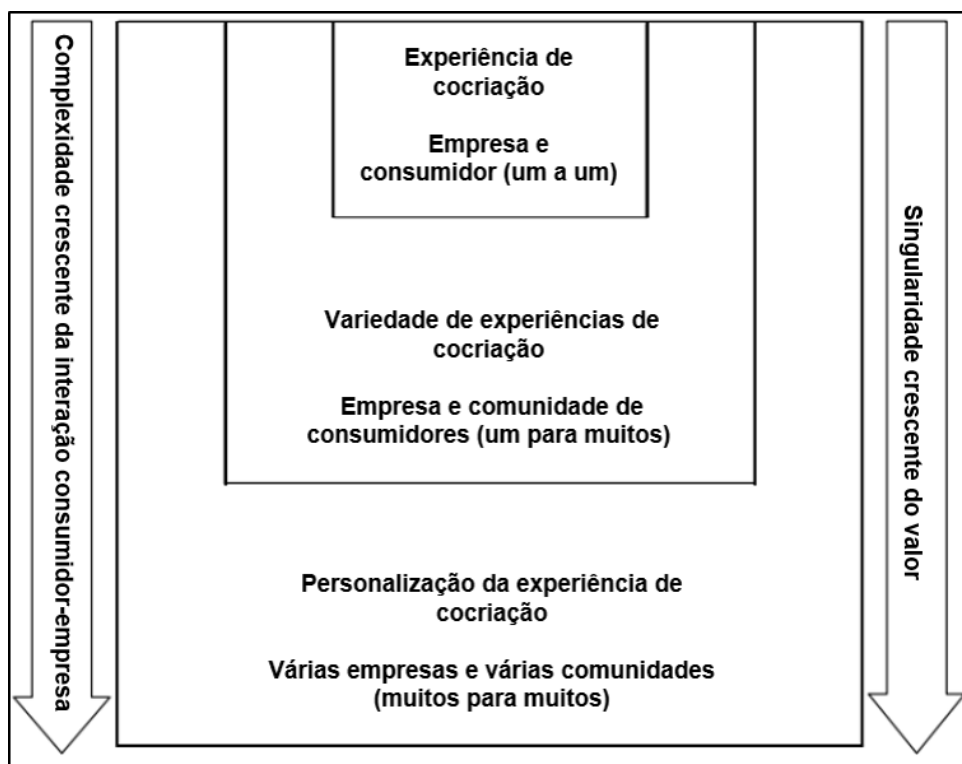 Complexidade crescente da interação consumidor-empresa
Experiência de
cocriação
Empresa e
consumidor (um a um)
Variedade de experiências de
cocriação
Empresa e comunidade de
consumidores (um para muitos)
Personalização da experiência de
cocriação
Várias empresas e várias comunidades
(muitos para muitos)
Singularidade crescente do valor